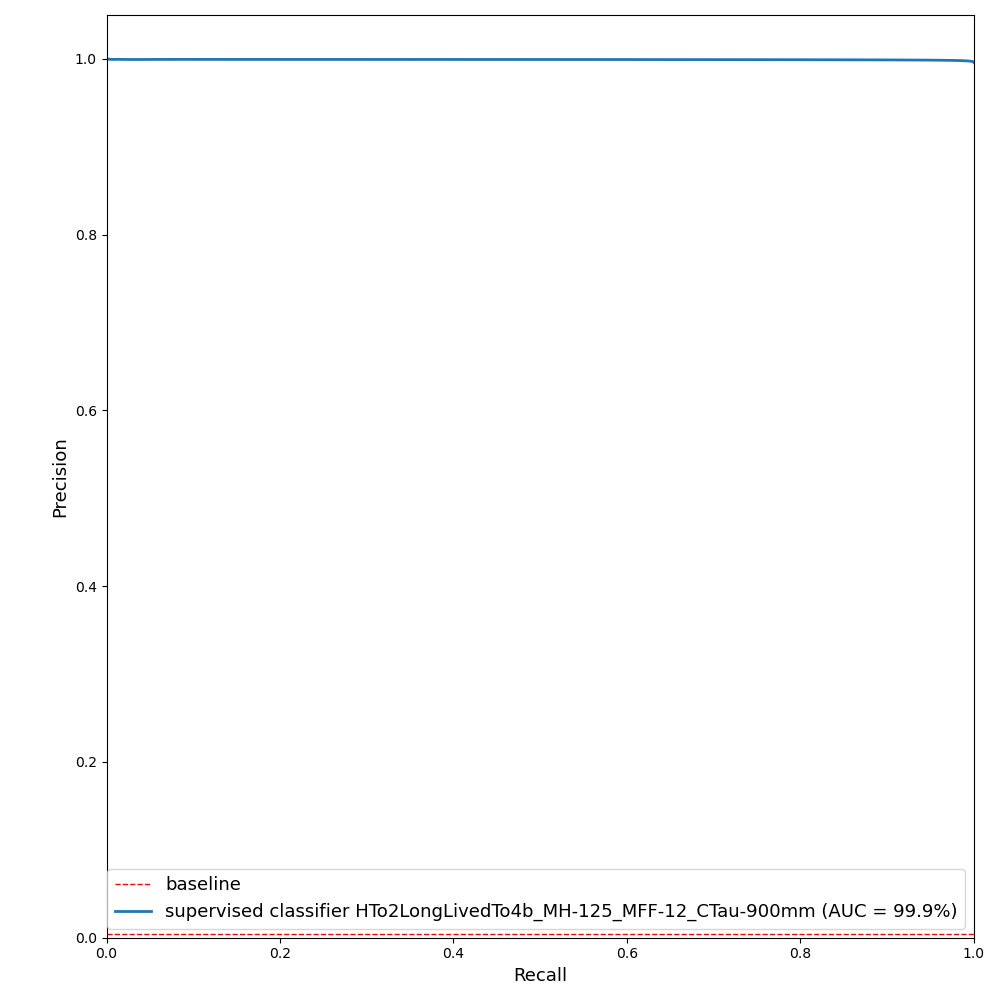 1.0
0.8
0.6
0.4
0.2
0.0
Precision
baseline
supervised classifier HTo2LongLivedTo4b_MH-125_MFF-12_CTau-900mm (AUC = 99.9%)
0.0 0.2 0.4 0.6 0.8 1.0
Recall